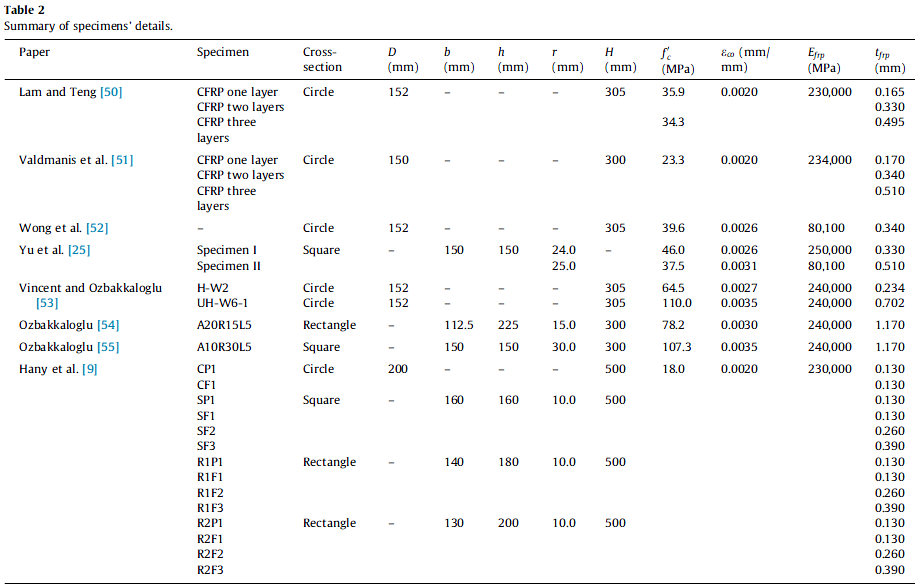 Table 2
Summary of specimens' details.
Paper Specimen Cross-section D (mm) b (mm) h (mm) r (mm) H (mm) f′c (MPa) εco (mm/mm) Efrp (MPa) tfrp (mm)
Lam and Teng [50] CFRP one layer Circle 152 – – – 305 35.9 0.0020 230,000 0.165
CFRP two layers 0.330
CFRP three 34.3 0.495
layers
Valdmanis et al. [51] CFRP one layer Circle 150 – – – 300 23.3 0.0020 234,000 0.170
CFRP two layers 0.340
CFRP three 0.510
layers
Wong et al. [52] – Circle 152 – – – 305 39.6 0.0026 80,100 0.340
Yu et al. [25] Specimen I Square – 150 150 24.0 – 46.0 0.0026 250,000 0.330
Specimen II 25.0 37.5 0.0031 80,100 0.510
Vincent and Ozbakkaloglu H-W2 Circle 152 – – – 305 64.5 0.0027 240,000 0.234
[53] UH-W6-1 Circle 152 – – – 305 110.0 0.0035 240,000 0.702
Ozbakkaloglu [54] A20R15L5 Rectangle – 112.5 225 15.0 300 78.2 0.0030 240,000 1.170
Ozbakkaloglu [55] A10R30L5 Square – 150 150 30.0 300 107.3 0.0035 240,000 1.170
Hany et al. [9] CP1 Circle 200 – – – 500 18.0 0.0020 230,000 0.130
CF1 0.130
SP1 Square – 160 160 10.0 500 0.130
SF1 0.130
SF2 0.260
SF3 0.390
R1P1 Rectangle – 140 180 10.0 500 0.130
R1F1 0.130
R1F2 0.260
R1F3 0.390
R2P1 Rectangle – 130 200 10.0 500 0.130
R2F1 0.130
R2F2 0.260
R2F3 0.390